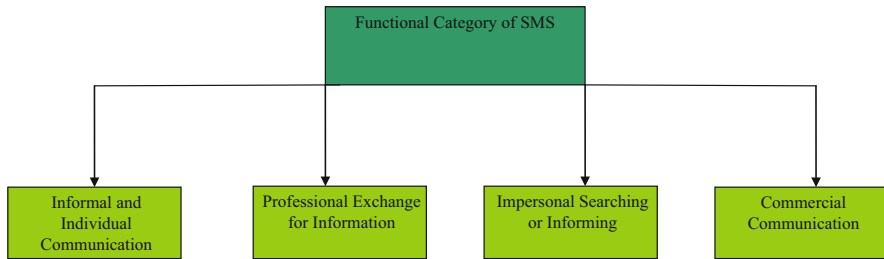 Functional Category of SMS
Informal and
Individual
Communication
Professional Exchange
for Information
Impersonal Searching
or Informing
Commercial
Communication